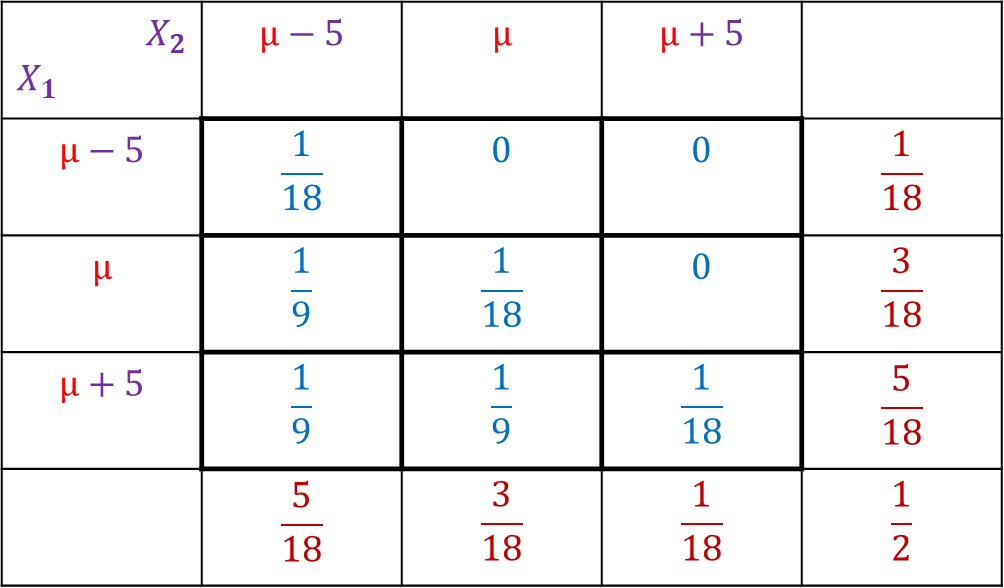 X₂ μ − 5 μ μ + 5
X₁
μ − 5 1/18 0 0 1/18
μ 1/9 1/18 0 3/18
μ + 5 1/9 1/9 1/18 5/18
5/18 3/18 1/18 1/2